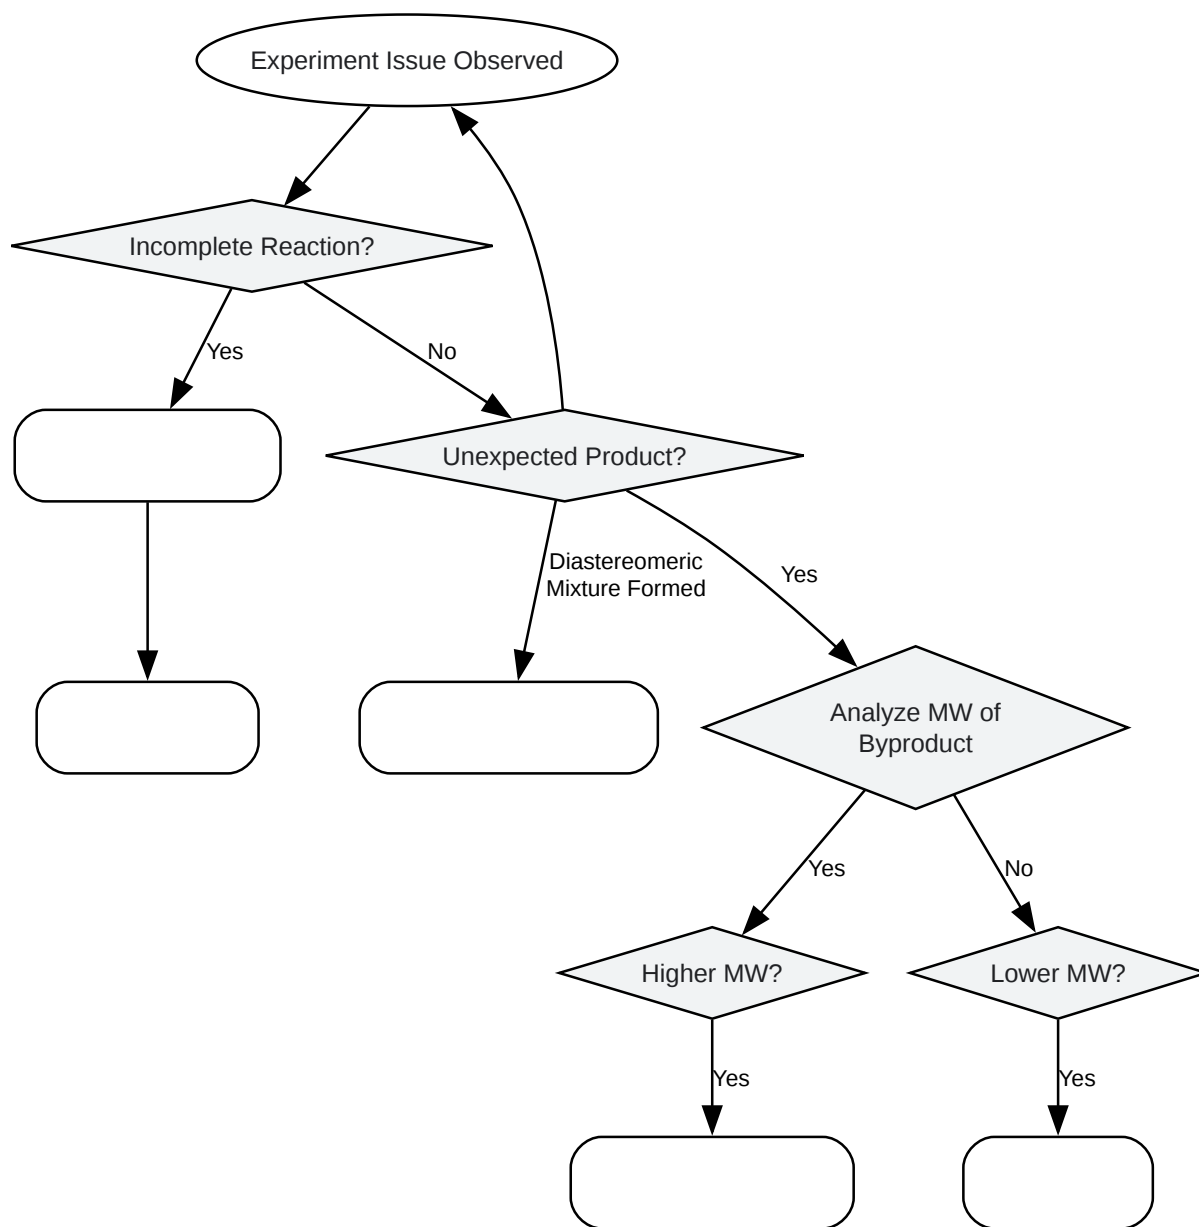 Experiment Issue Observed
Incomplete Reaction?
Yes
No
Unexpected Product?
Diastereomeric
Mixture Formed
Yes
Analyze MW of
Byproduct
Yes
No
Higher MW?
Lower MW?
Yes
Yes